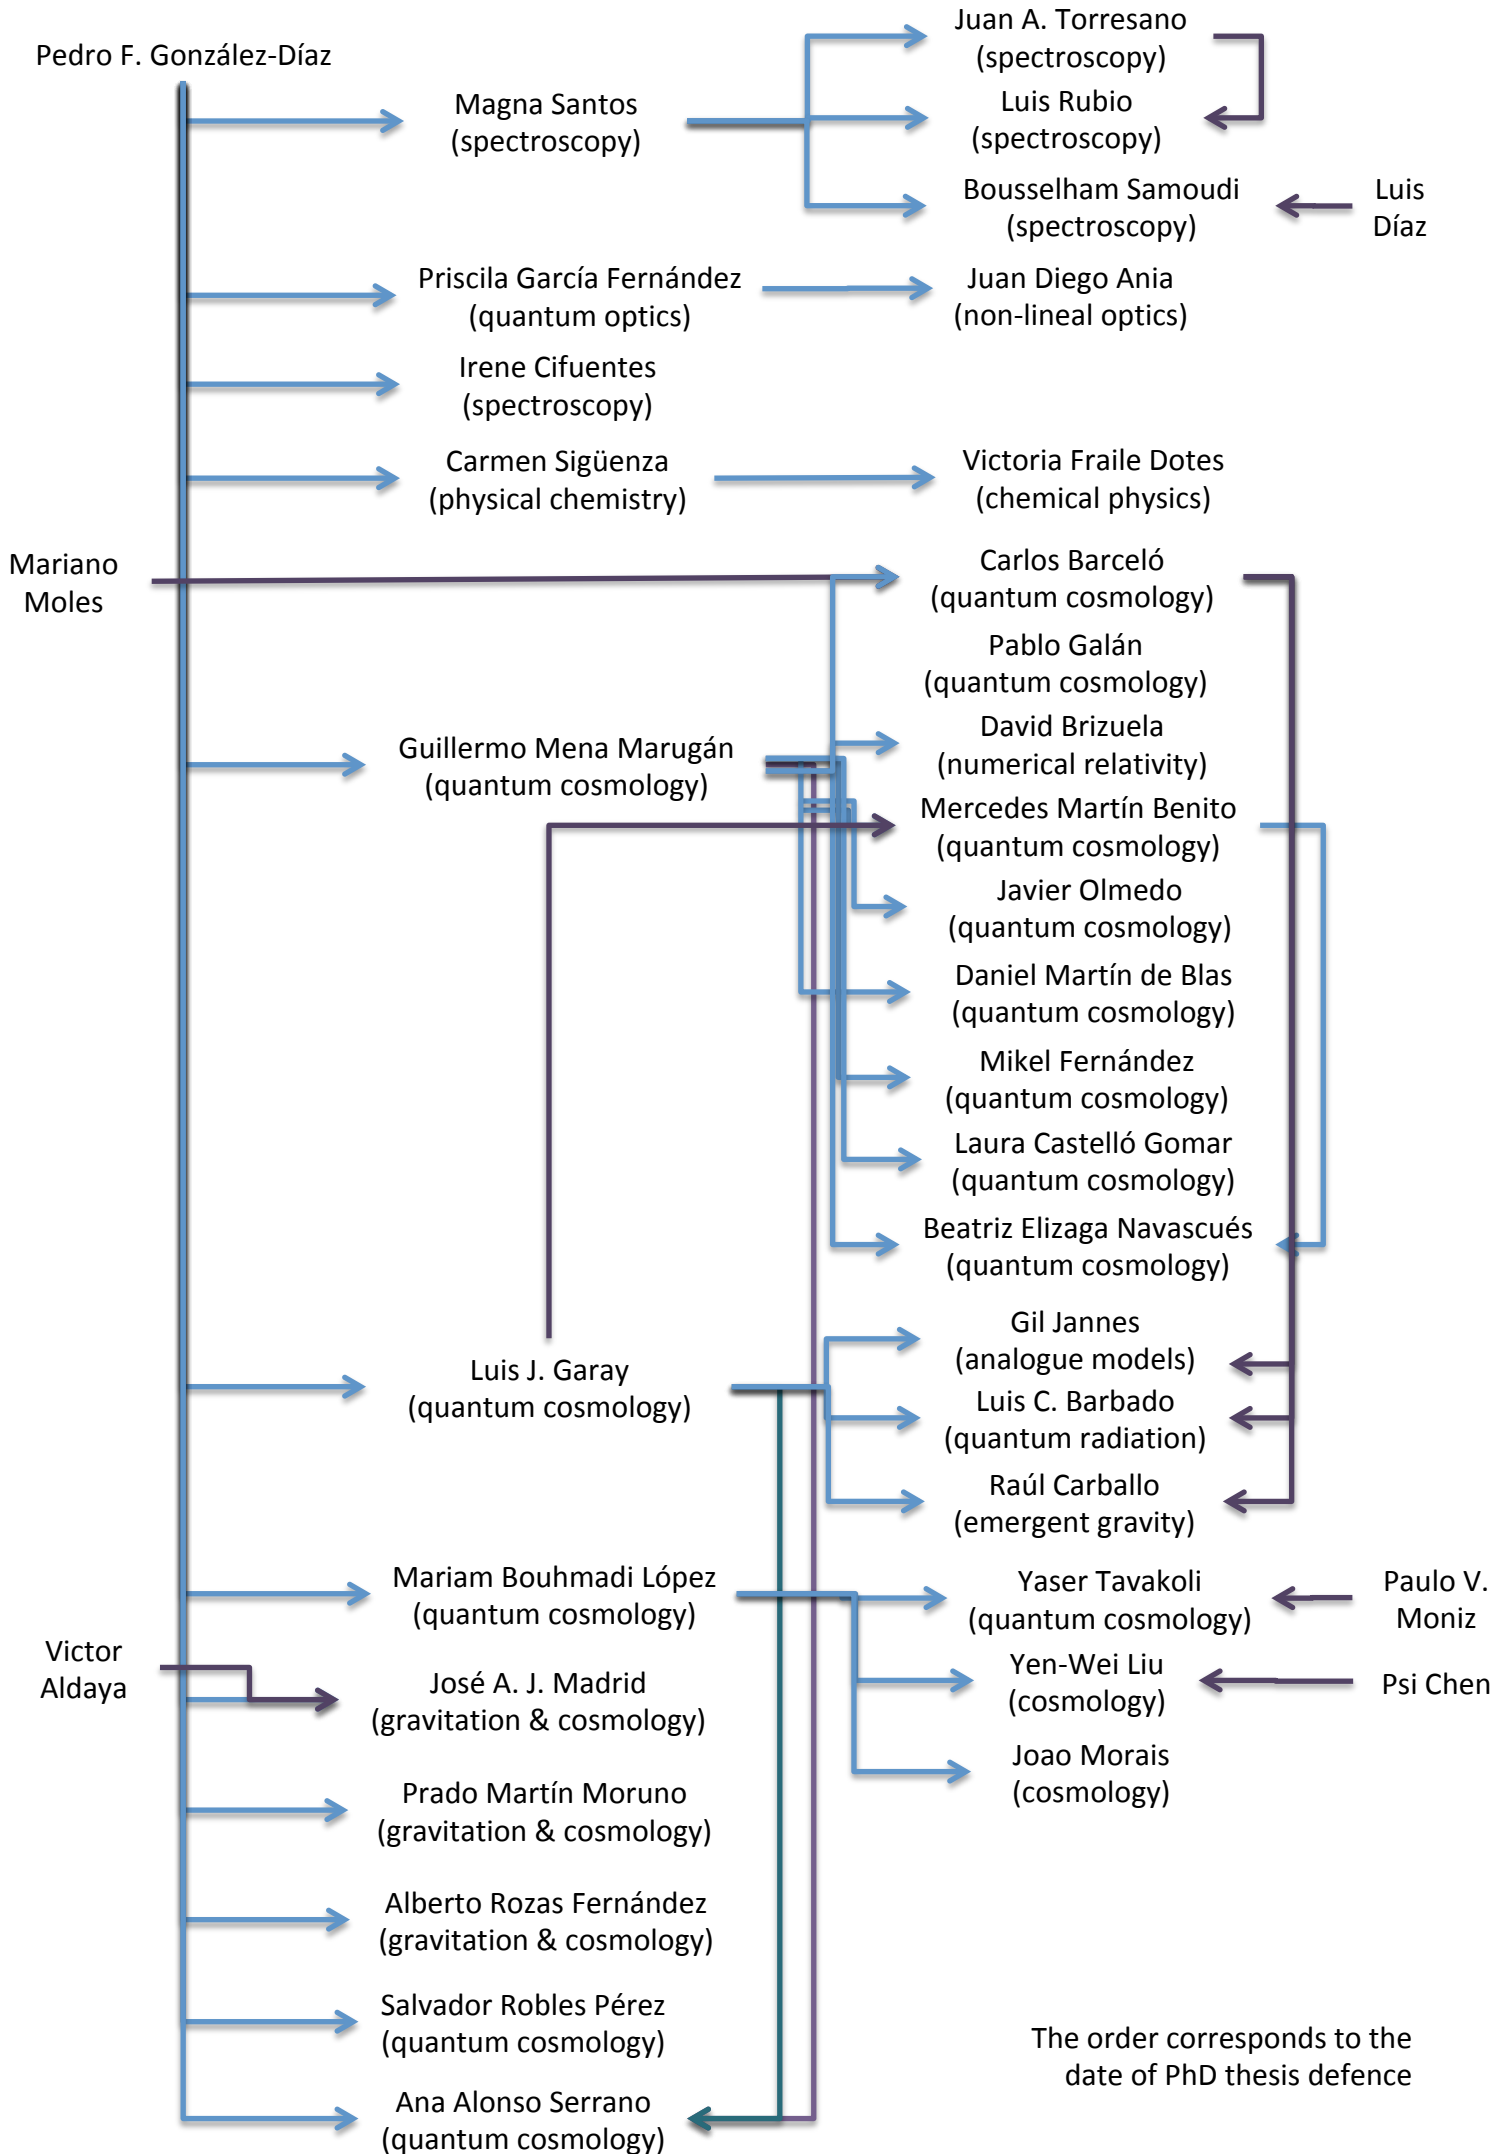 Pedro F. González-Díaz
Magna Santos
(spectroscopy)
Juan A. Torresano
(spectroscopy)
Luis Rubio
(spectroscopy)
Bousselham Samoudi
(spectroscopy)
Luis
Díaz
Priscila García Fernández
(quantum optics)
Juan Diego Ania
(non-lineal optics)
Irene Cifuentes
(spectroscopy)
Carmen Sigüenza
(physical chemistry)
Victoria Fraile Dotes
(chemical physics)
Mariano
Moles
Carlos Barceló
(quantum cosmology)
Pablo Galán
(quantum cosmology)
Guillermo Mena Marugán
(quantum cosmology)
David Brizuela
(numerical relativity)
Mercedes Martín Benito
(quantum cosmology)
Javier Olmedo
(quantum cosmology)
Daniel Martín de Blas
(quantum cosmology)
Mikel Fernández
(quantum cosmology)
Laura Castelló Gomar
(quantum cosmology)
Beatriz Elizaga Navascués
(quantum cosmology)
Luis J. Garay
(quantum cosmology)
Gil Jannes
(analogue models)
Luis C. Barbado
(quantum radiation)
Raúl Carballo
(emergent gravity)
Mariam Bouhmadi López
(quantum cosmology)
Yaser Tavakoli
(quantum cosmology)
Paulo V.
Moniz
Yen-Wei Liu
(cosmology)
Psi Chen
Joao Morais
(cosmology)
Victor
Aldaya
José A. J. Madrid
(gravitation & cosmology)
Prado Martín Moruno
(gravitation & cosmology)
Alberto Rozas Fernández
(gravitation & cosmology)
Salvador Robles Pérez
(quantum cosmology)
Ana Alonso Serrano
(quantum cosmology)
The order corresponds to the
date of PhD thesis defence